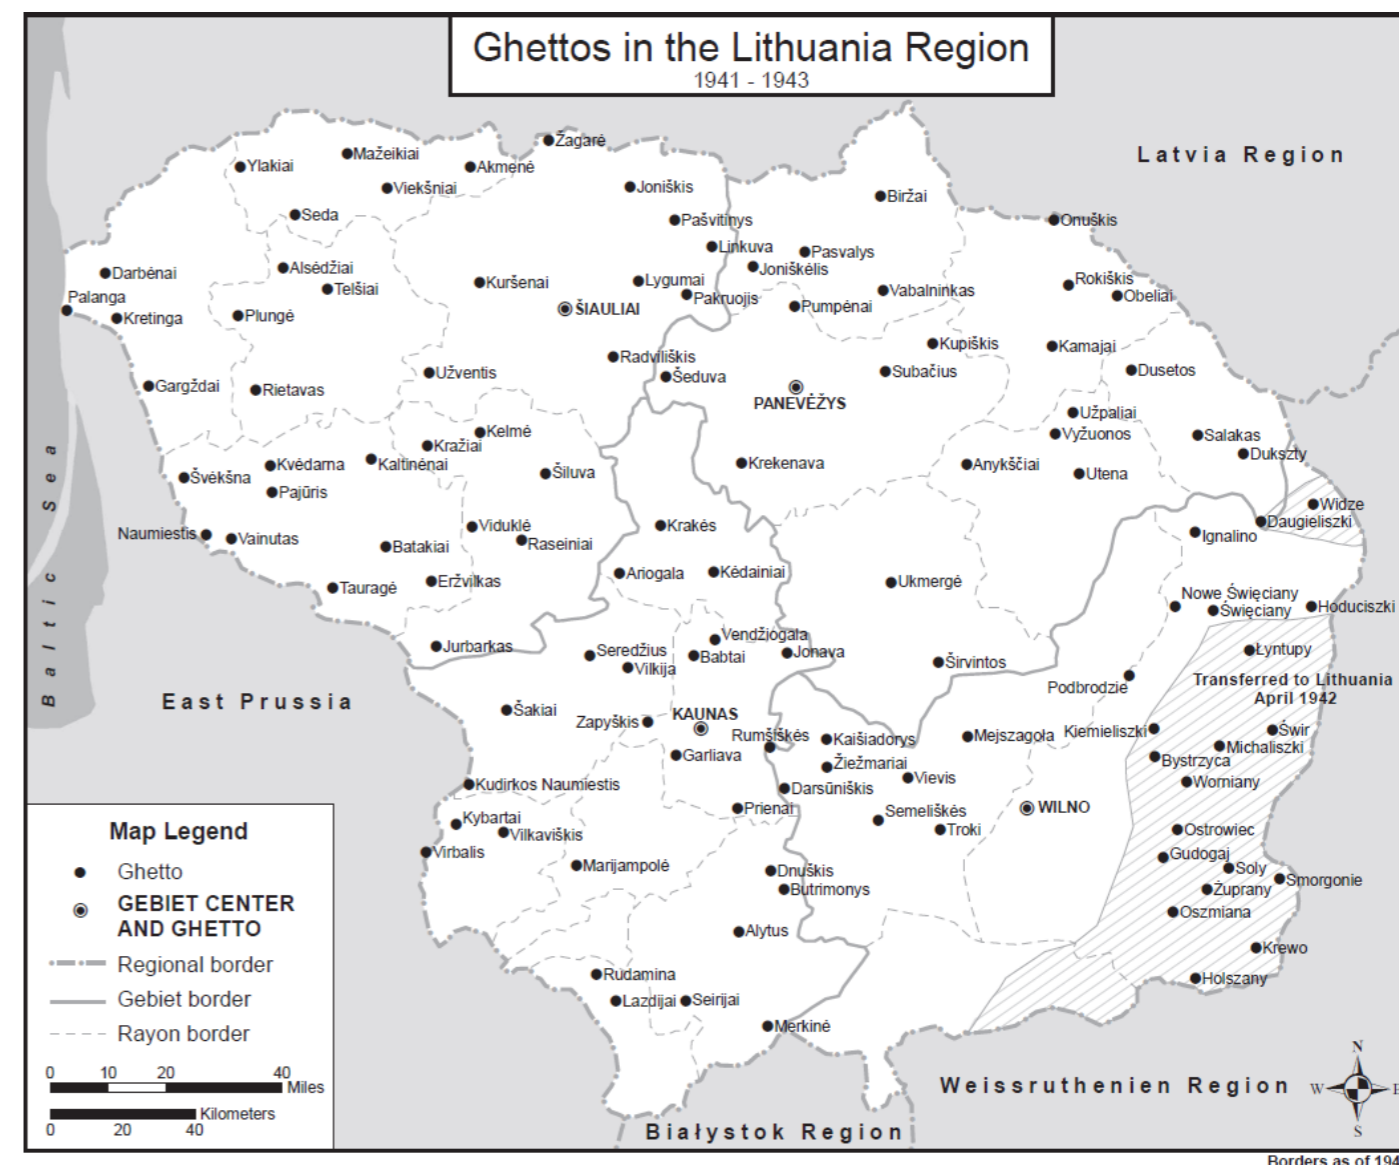 Ghettos in the Lithuania Region
1941 - 1943
Latvia Region
Žagarė
Mažeikiai
Ylakiai
Akmenė
Viekšniai
Joniškis
Biržai
Seda
Pašvitinys
Onuškis
Linkuva
Pasvalys
Alsėdžiai
Joniškėlis
Darbėnai
Telšiai
Kuršenai
Lygumai
Rokiškis
Palanga
Pakruojis
Vabalninkas
Obeliai
Kretinga
Plungė
ŠIAULIAI
Pumpėnai
Kupiškis
Kamajai
Radviliškis
Užventis
Šeduva
Subačius
Dusetos
Gargždai
Rietavas
PANEVĖŽYS
Užpaliai
Kelmė
Vyžuonos
Salakas
Kražiai
Dukszty
Kvėdarna
Kaltinėnai
Krekenava
Anykščiai
Švėkšna
Šiluva
Utena
Pajūris
Widze
Baltic Sea
Viduklė
Krakės
Daugieliszki
Naumiestis
Vainutas
Raseiniai
Ignalino
Batakiai
Ariogala
Kėdainiai
Eržvilkas
Ukmergė
Tauragė
Nowe Święciany
Święciany
Hoduciszki
Vendžiogala
Jurbarkas
Seredžius
Babtai
Jonava
Łyntupy
Vilkija
Širvintos
Podbrodzie
Transferred to Lithuania
April 1942
East Prussia
Šakiai
Zapyškis
KAUNAS
Rumšiškės
Kaišiadorys
Mejszagoła
Kiemieliszki
Świr
Michaliszki
Garliava
Žiežmariai
Bystrzyca
Vievis
Worniany
Kudirkos Naumiestis
Darsūniškis
Prienai
WILNO
Semeliškės
Kybartai
Vilkaviškis
Troki
Ostrowiec
Virbalis
Gudogaj
Marijampolė
Dnuškis
Soly
Butrimonys
Smorgonie
Żuprany
Oszmiana
Alytus
Krewo
Rudamina
Holszany
Lazdijai
Seirijai
Merkinė
Map Legend
Ghetto
GEBIET CENTER
AND GHETTO
Regional border
Gebiet border
Rayon border
0 10 20 40
Miles
Kilometers
0 20 40
Weissruthenien Region
Białystok Region
N
W E
S
Borders as of 194